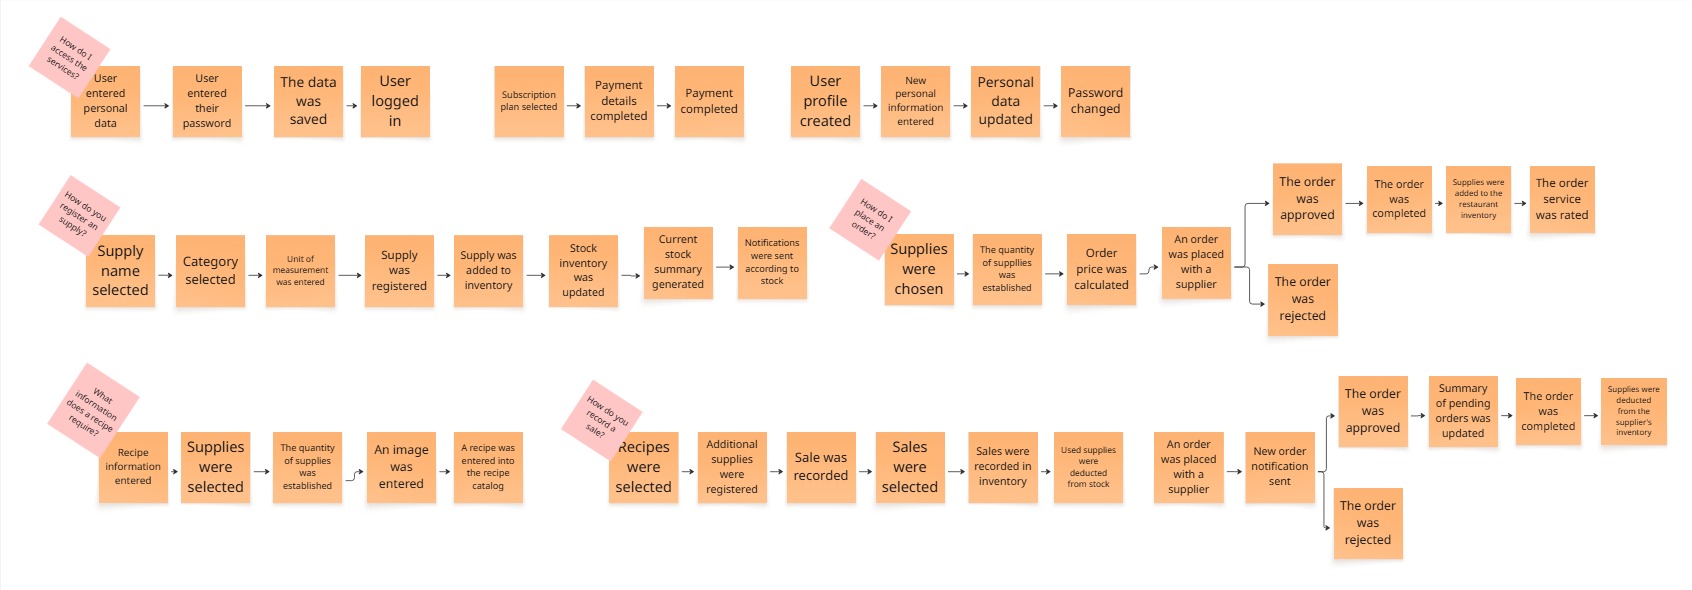 How do I
access the
services?
User
entered
personal
data
User
entered
their
password
The data
was
saved
User
logged
in
Subscription
plan selected
Payment
details
completed
Payment
completed
User
profile
created
New
personal
information
entered
Personal
data
updated
Password
changed
How do you
register an
supply?
Supply
name
selected
Category
selected
Unit of
measurement
was entered
Supply
was
registered
Supply was
added to
inventory
Stock
inventory
was
updated
Current
stock
summary
generated
Notifications
were sent
according to
stock
How do I
place an
order?
Supplies
were
chosen
The quantity
of suppllies
was
established
Order
price was
calculated
An order
was placed
with a
supplier
The order
was
approved
The order
was
completed
Supplies were
added to the
restaurant
inventory
The order
service
was rated
The order
was
rejected
What
information
does a recipe
require?
Recipe
information
entered
Supplies
were
selected
The quantity
of supplies
was
established
An image
was
entered
A recipe was
entered into
the recipe
catalog
How do you
record a
sale?
Recipes
were
selected
Additional
supplies
were
registered
Sale was
recorded
Sales
were
selected
Sales were
recorded in
inventory
Used supplies
were
deducted
from stock
An order
was placed
with a
supplier
New order
notification
sent
The order
was
approved
Summary
of pending
orders was
updated
The order
was
completed
Supplies were
deducted
from the
supplier's
inventory
The order
was
rejected